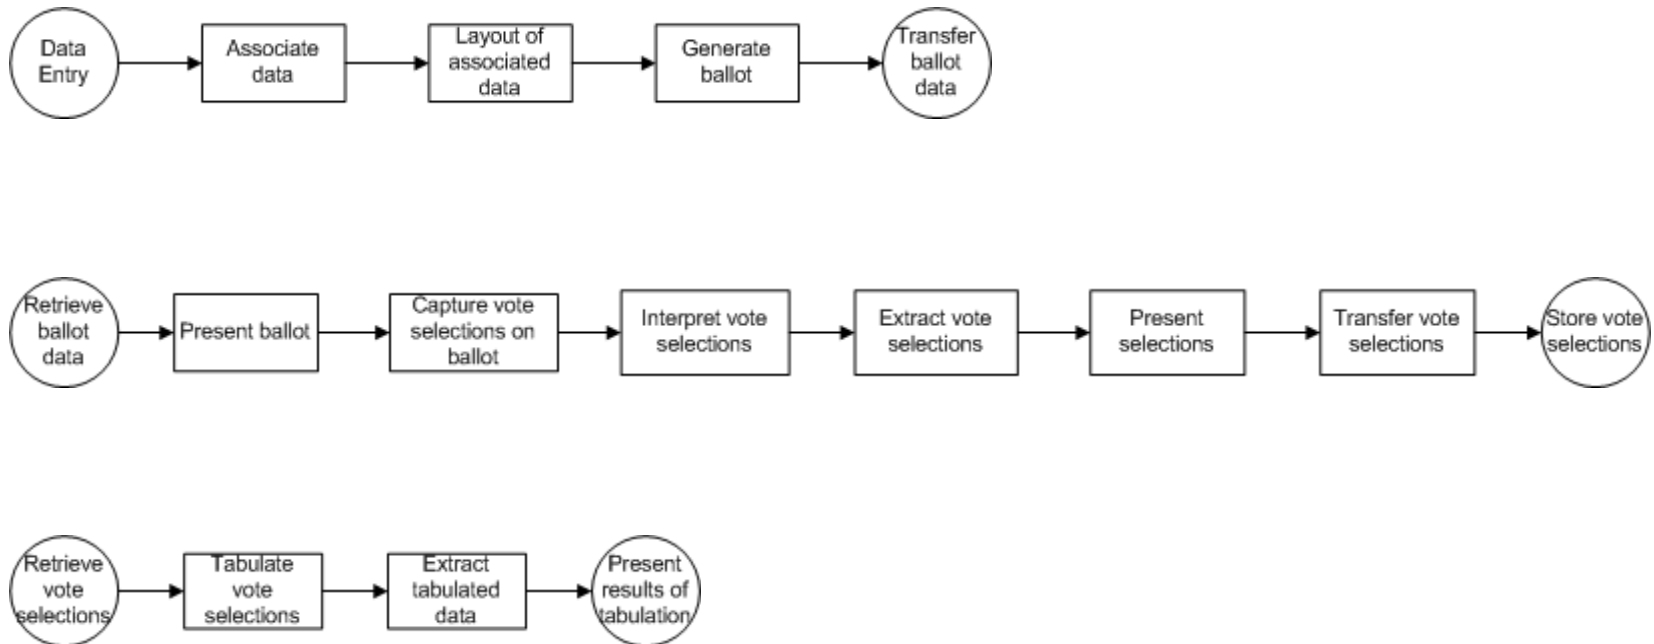 Data
Entry
Associate
data
Layout of
associated
data
Generate
ballot
Transfer
ballot
data
Retrieve
ballot
data
Present ballot
Capture vote
selections on
ballot
Interpret vote
selections
Extract vote
selections
Present
selections
Transfer vote
selections
Store vote
selections
Retrieve
vote
selections
Tabulate
vote
selections
Extract
tabulated
data
Present
results of
tabulation